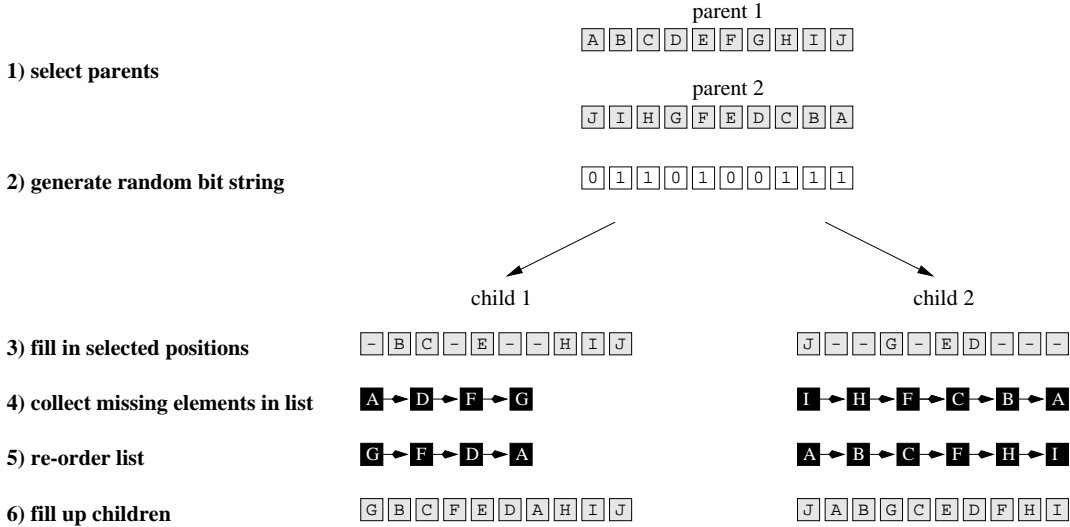 parent 1
A B C D E F G H I J
1) select parents
parent 2
J I H G F E D C B A
2) generate random bit string
0 1 1 0 1 0 0 1 1 1
child 1
child 2
3) fill in selected positions
- B C - E - - H I J
J - - G - E D - - -
4) collect missing elements in list
A D F G
I H F C B A
5) re-order list
G F D A
A B C F H I
6) fill up children
G B C F E D A H I J
J A B G C E D F H I